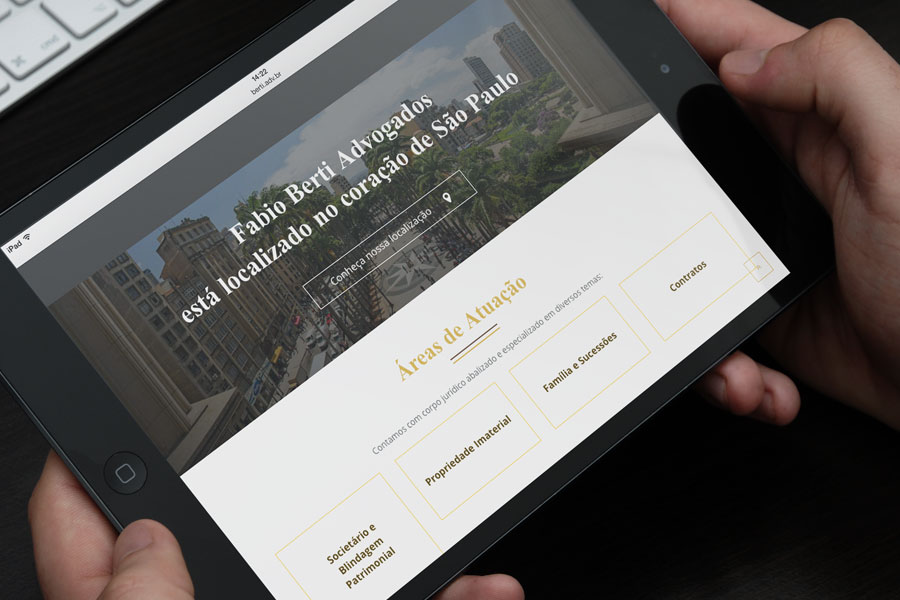 cmd
⌘
iPad
14:22
berti.adv.br
Fabio Berti Advogados
está localizado no coração de São Paulo
Conheça nossa localização
Áreas de Atuação
Contamos com corpo jurídico abalizado e especializado em diversos temas:
Societário e
Blindagem
Patrimonial
Propriedade Imaterial
Família e Sucessões
Contratos